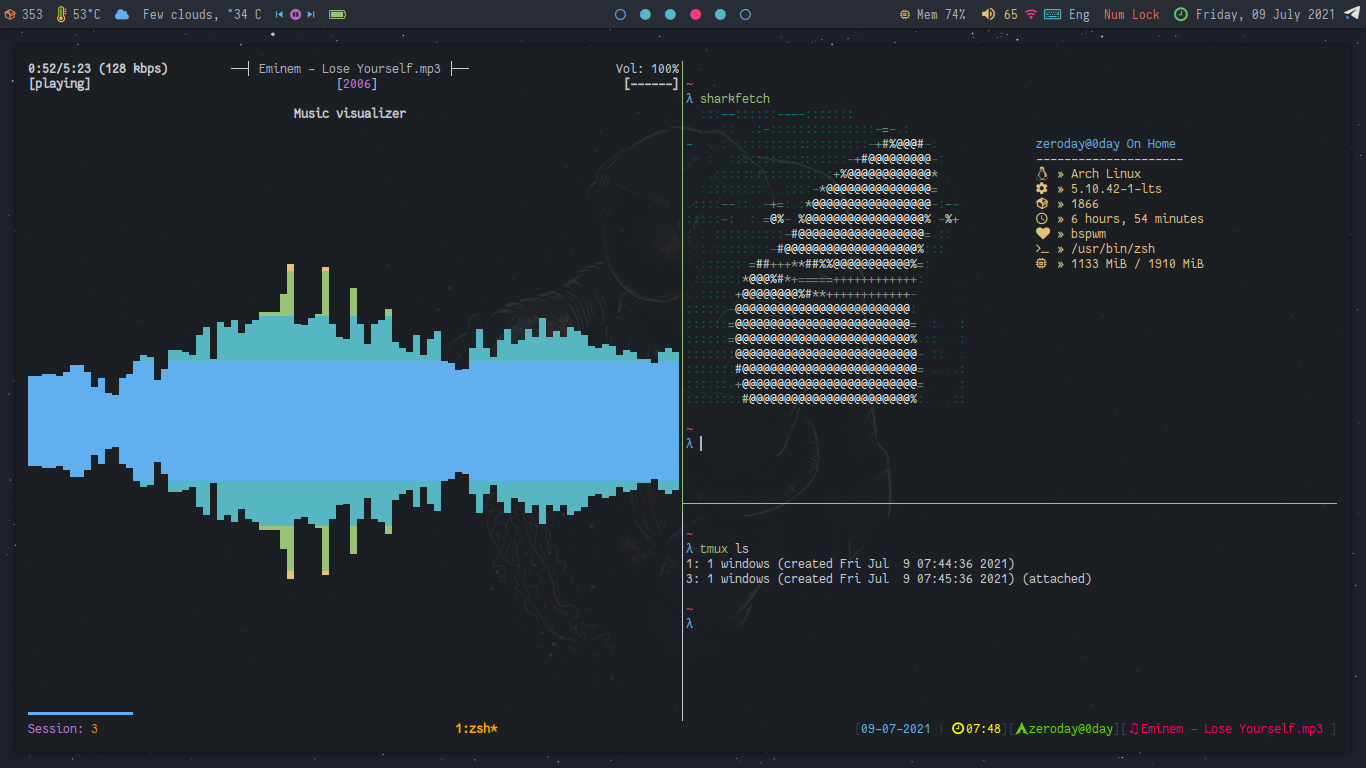 353 53°C Few clouds, °34 C Mem 74% 65 Eng Num Lock Friday, 09 July 2021
0:52/5:23 (128 kbps) Eminem - Lose Yourself.mp3 Vol: 100%
[playing] [2006] [------]
Music visualizer
~
λ sharkfetch
zeroday@0day On Home
---------------------
» Arch Linux
» 5.10.42-1-lts
» 1866
» 6 hours, 54 minutes
» bspwm
» /usr/bin/zsh
» 1133 MiB / 1910 MiB
~
λ
~
λ tmux ls
1: 1 windows (created Fri Jul  9 07:44:36 2021)
3: 1 windows (created Fri Jul  9 07:45:36 2021) (attached)
~
λ
Session: 3 1:zsh* [09-07-2021 | 07:48][zeroday@0day][♫Eminem - Lose Yourself.mp3 ]